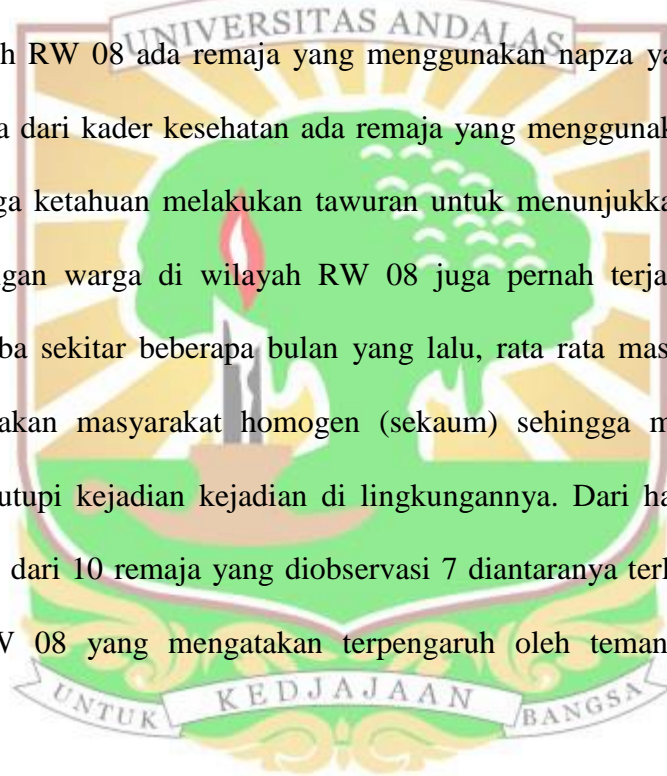 UNIVERSITAS ANDALAS
h RW 08 ada remaja yang menggunakan napza ya
a dari kader kesehatan ada remaja yang menggunak
ga ketahuan melakukan tawuran untuk menunjukka
ngan warga di wilayah RW 08 juga pernah terja
ba sekitar beberapa bulan yang lalu, rata rata mas
akan masyarakat homogen (sekaum) sehingga m
utupi kejadian kejadian di lingkungannya. Dari ha
dari 10 remaja yang diobservasi 7 diantaranya
W 08 yang mengatakan terpengaruh oleh teman
UNTUK KEDJAJAAN BANGSA